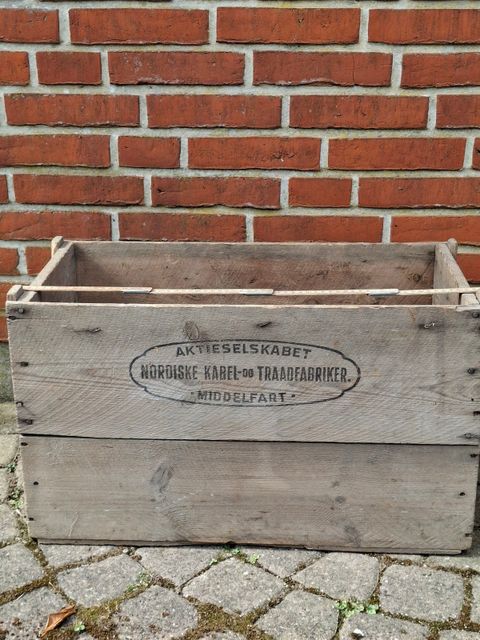 AKTIESELSKABET
NORDISKE KABEL-OG TRAADFABRIKER.
·MIDDELFART·